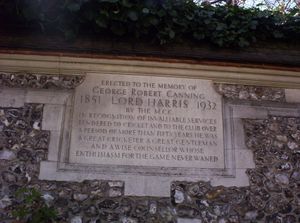 ERECTED TO THE MEMORY OF
GEORGE ROBERT CANNING
1851 LORD HARRIS 1932
BY THE M.C.C.
IN RECOGNITION OF INVALUABLE SERVICES
RENDERED TO CRICKET AND TO THE CLUB OVER
A PERIOD OF MORE THAN FIFTY YEARS HE WAS
A GREAT CRICKETER A GREAT GENTLEMAN
AND A WISE COUNSELLOR WHOSE
ENTHUSIASM FOR THE GAME NEVER WANED